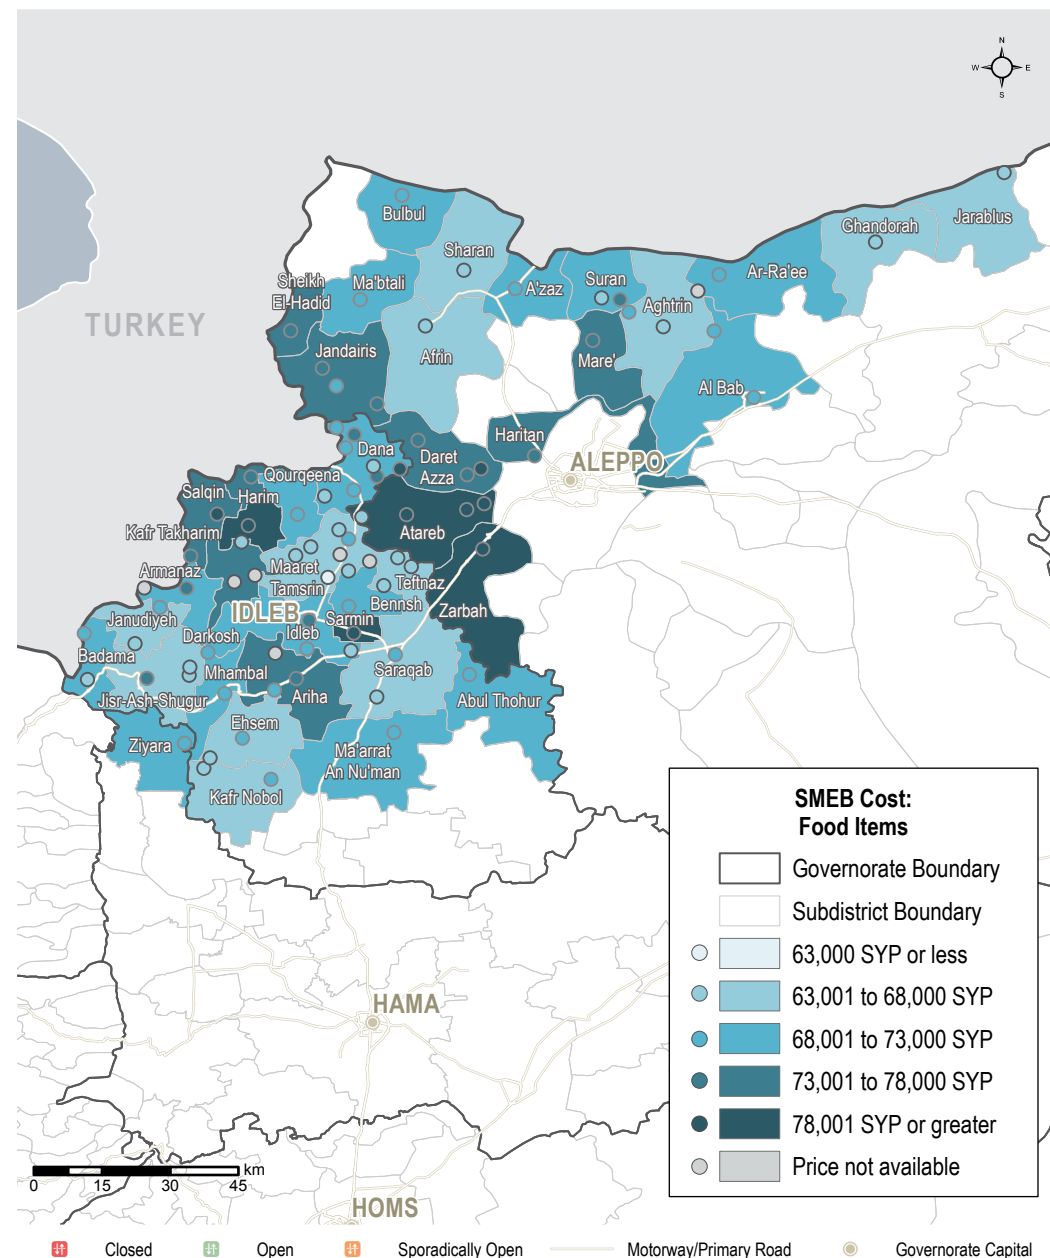 N
W E
S
Bulbul
Sharan
Ghandorah
Jarablus
Sheikh
El-Hadid
Ma'btali
A'zaz
Suran
Ar-Ra'ee
Aghtrin
TURKEY
Jandairis
Afrin
Mare'
Al Bab
Haritan
Dana
Daret
Azza
ALEPPO
Qourqeena
Salqin
Harim
Kafr Takharim
Atareb
Armanaz
Maaret
Tamsrin
Teftnaz
Bennsh
Zarbah
IDLEB
Janudiyeh
Darkosh
Idleb
Sarmin
Badama
Mhambal
Saraqab
Jisr-Ash-Shugur
Ariha
Abul Thohur
Ehsem
Ziyara
Ma'arrat
An Nu'man
Kafr Nobol
SMEB Cost:
Food Items
Governorate Boundary
Subdistrict Boundary
63,000 SYP or less
63,001 to 68,000 SYP
68,001 to 73,000 SYP
73,001 to 78,000 SYP
78,001 SYP or greater
Price not available
HAMA
km
0 15 30 45
HOMS
Closed
Open
Sporadically Open
Motorway/Primary Road
Governorate Capital